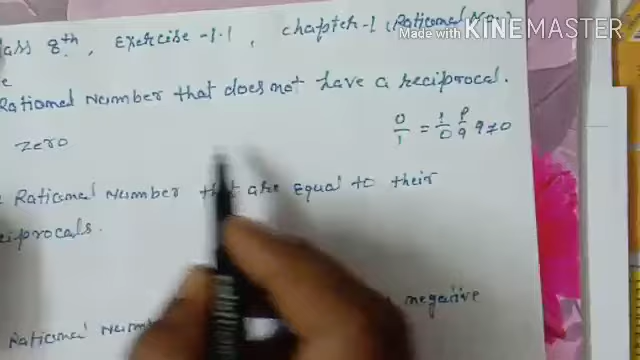 Class 8th, Exercise -1.1, chapter-1 (Rational No.)
Made with KINEMASTER
Rational Number that does not have a reciprocal.
zero
0/1 = 1/0 p/q q≠0
Rational Number that are equal to their
reciprocals.
negative
Rational